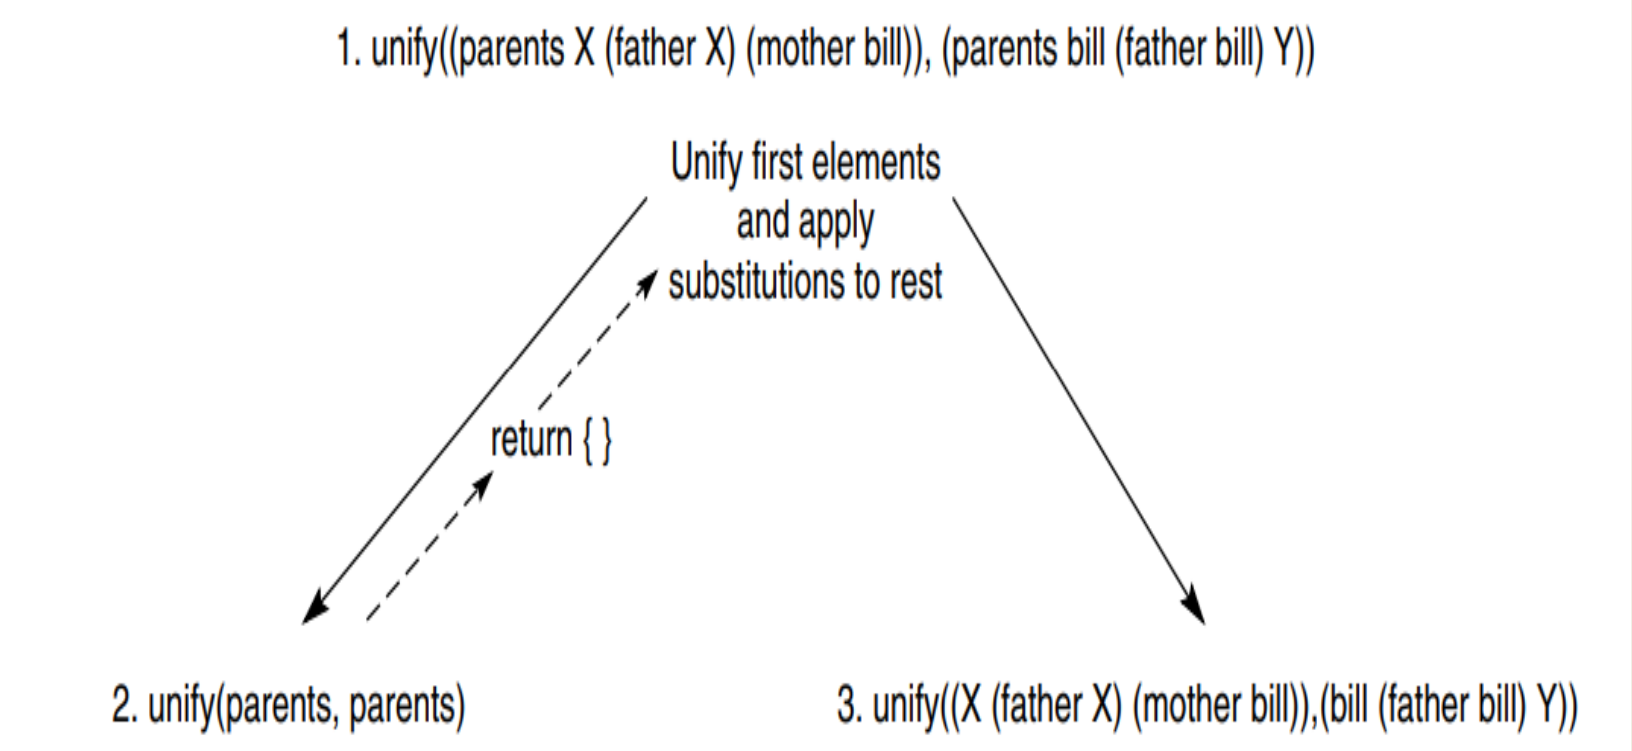 1. unify((parents X (father X) (mother bill)), (parents bill (father bill) Y))
Unify first elements
and apply
substitutions to rest
return { }
2. unify(parents, parents)
3. unify((X (father X) (mother bill)),(bill (father bill) Y))